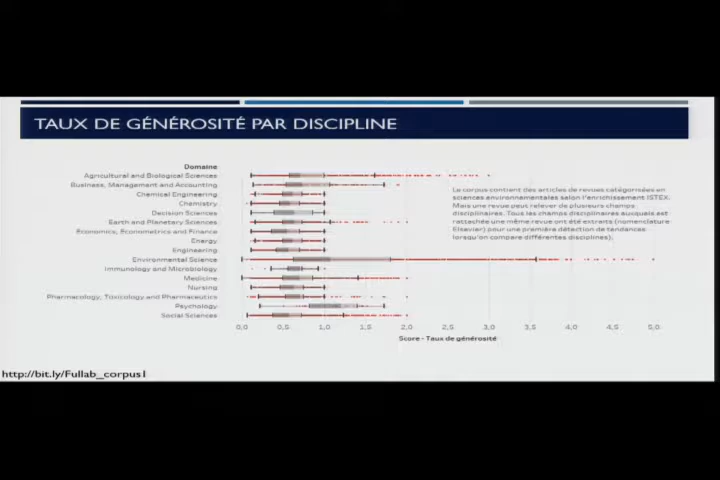 TAUX DE GÉNÉROSITÉ PAR DISCIPLINE
Domaine
Agricultural and Biological Sciences
Business, Management and Accounting
Chemical Engineering
Chemistry
Decision Sciences
Earth and Planetary Sciences
Economics, Econometrics and Finance
Energy
Engineering
Environmental Science
Immunology and Microbiology
Medicine
Nursing
Pharmacology, Toxicology and Pharmaceutics
Psychology
Social Sciences
Le corpus contient des articles de revues catégorisées en
sciences environnementales selon l'enrichissement ISTEX.
Mais une revue peut relever de plusieurs champs
disciplinaires. Tous les champs disciplinaires auxquels est
rattachée une même revue ont été extraits (nomenclature
Elsevier) pour une première détection de tendances
lorsqu'on compare différentes disciplines).
0,0 0,5 1,0 1,5 2,0 2,5 3,0 3,5 4,0 4,5 5,0
Score - Taux de générosité
http://bit.ly/Fullab_corpus1